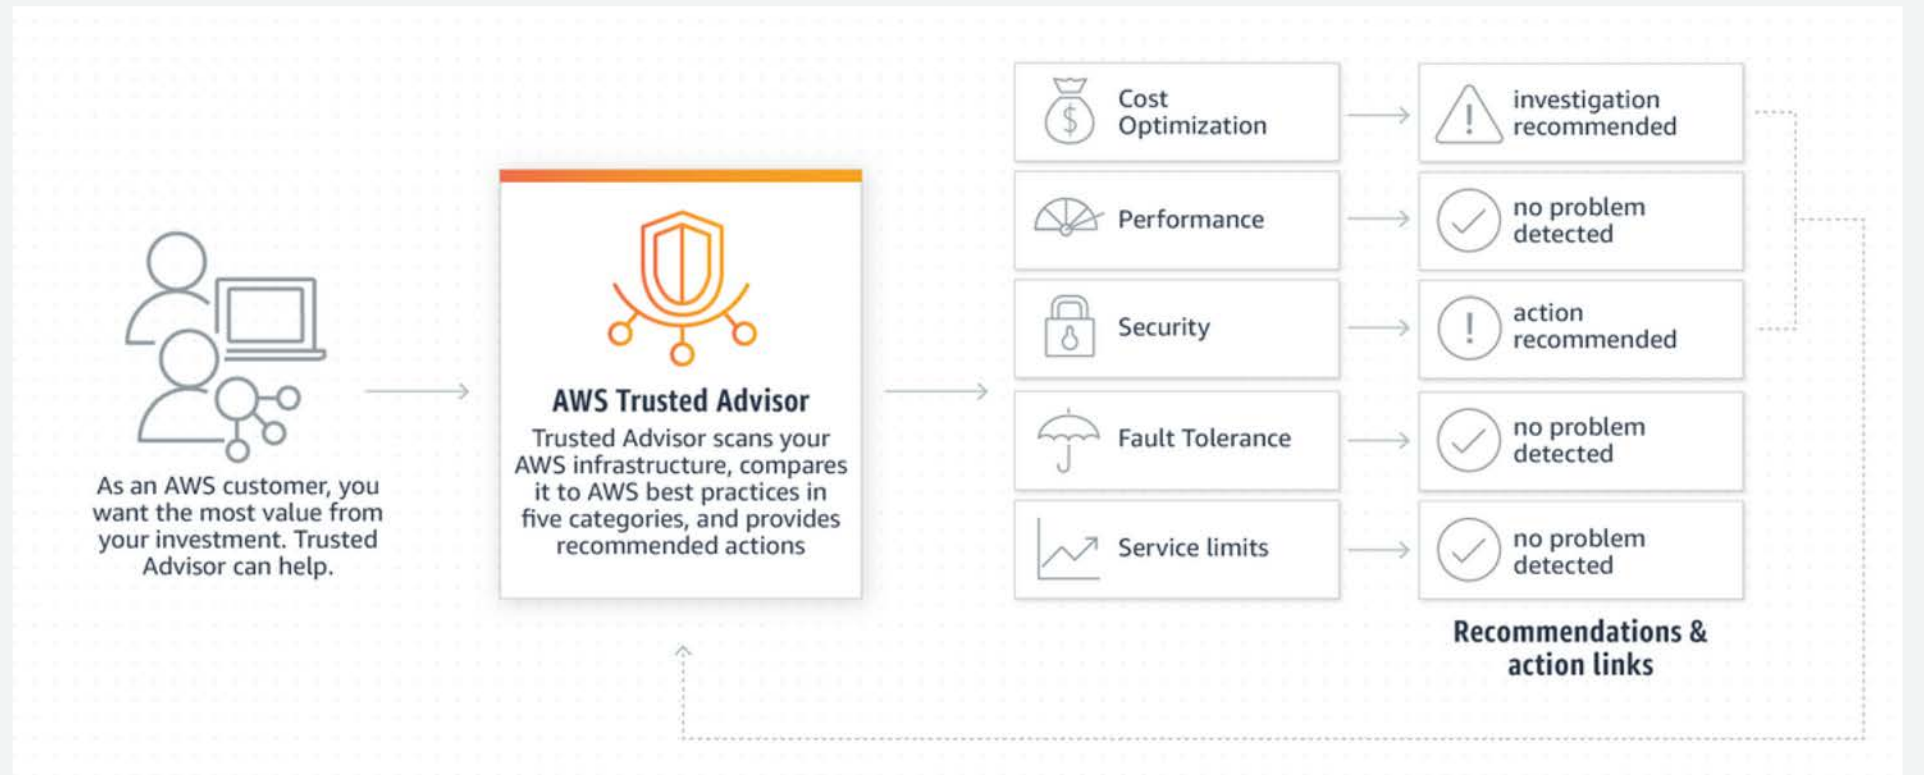 As an AWS customer, you
want the most value from
your investment. Trusted
Advisor can help.
AWS Trusted Advisor
Trusted Advisor scans your
AWS infrastructure, compares
it to AWS best practices in
five categories, and provides
recommended actions
$
Cost
Optimization
!
investigation
recommended
Performance
no problem
detected
Security
!
action
recommended
Fault Tolerance
no problem
detected
Service limits
no problem
detected
Recommendations &
action links